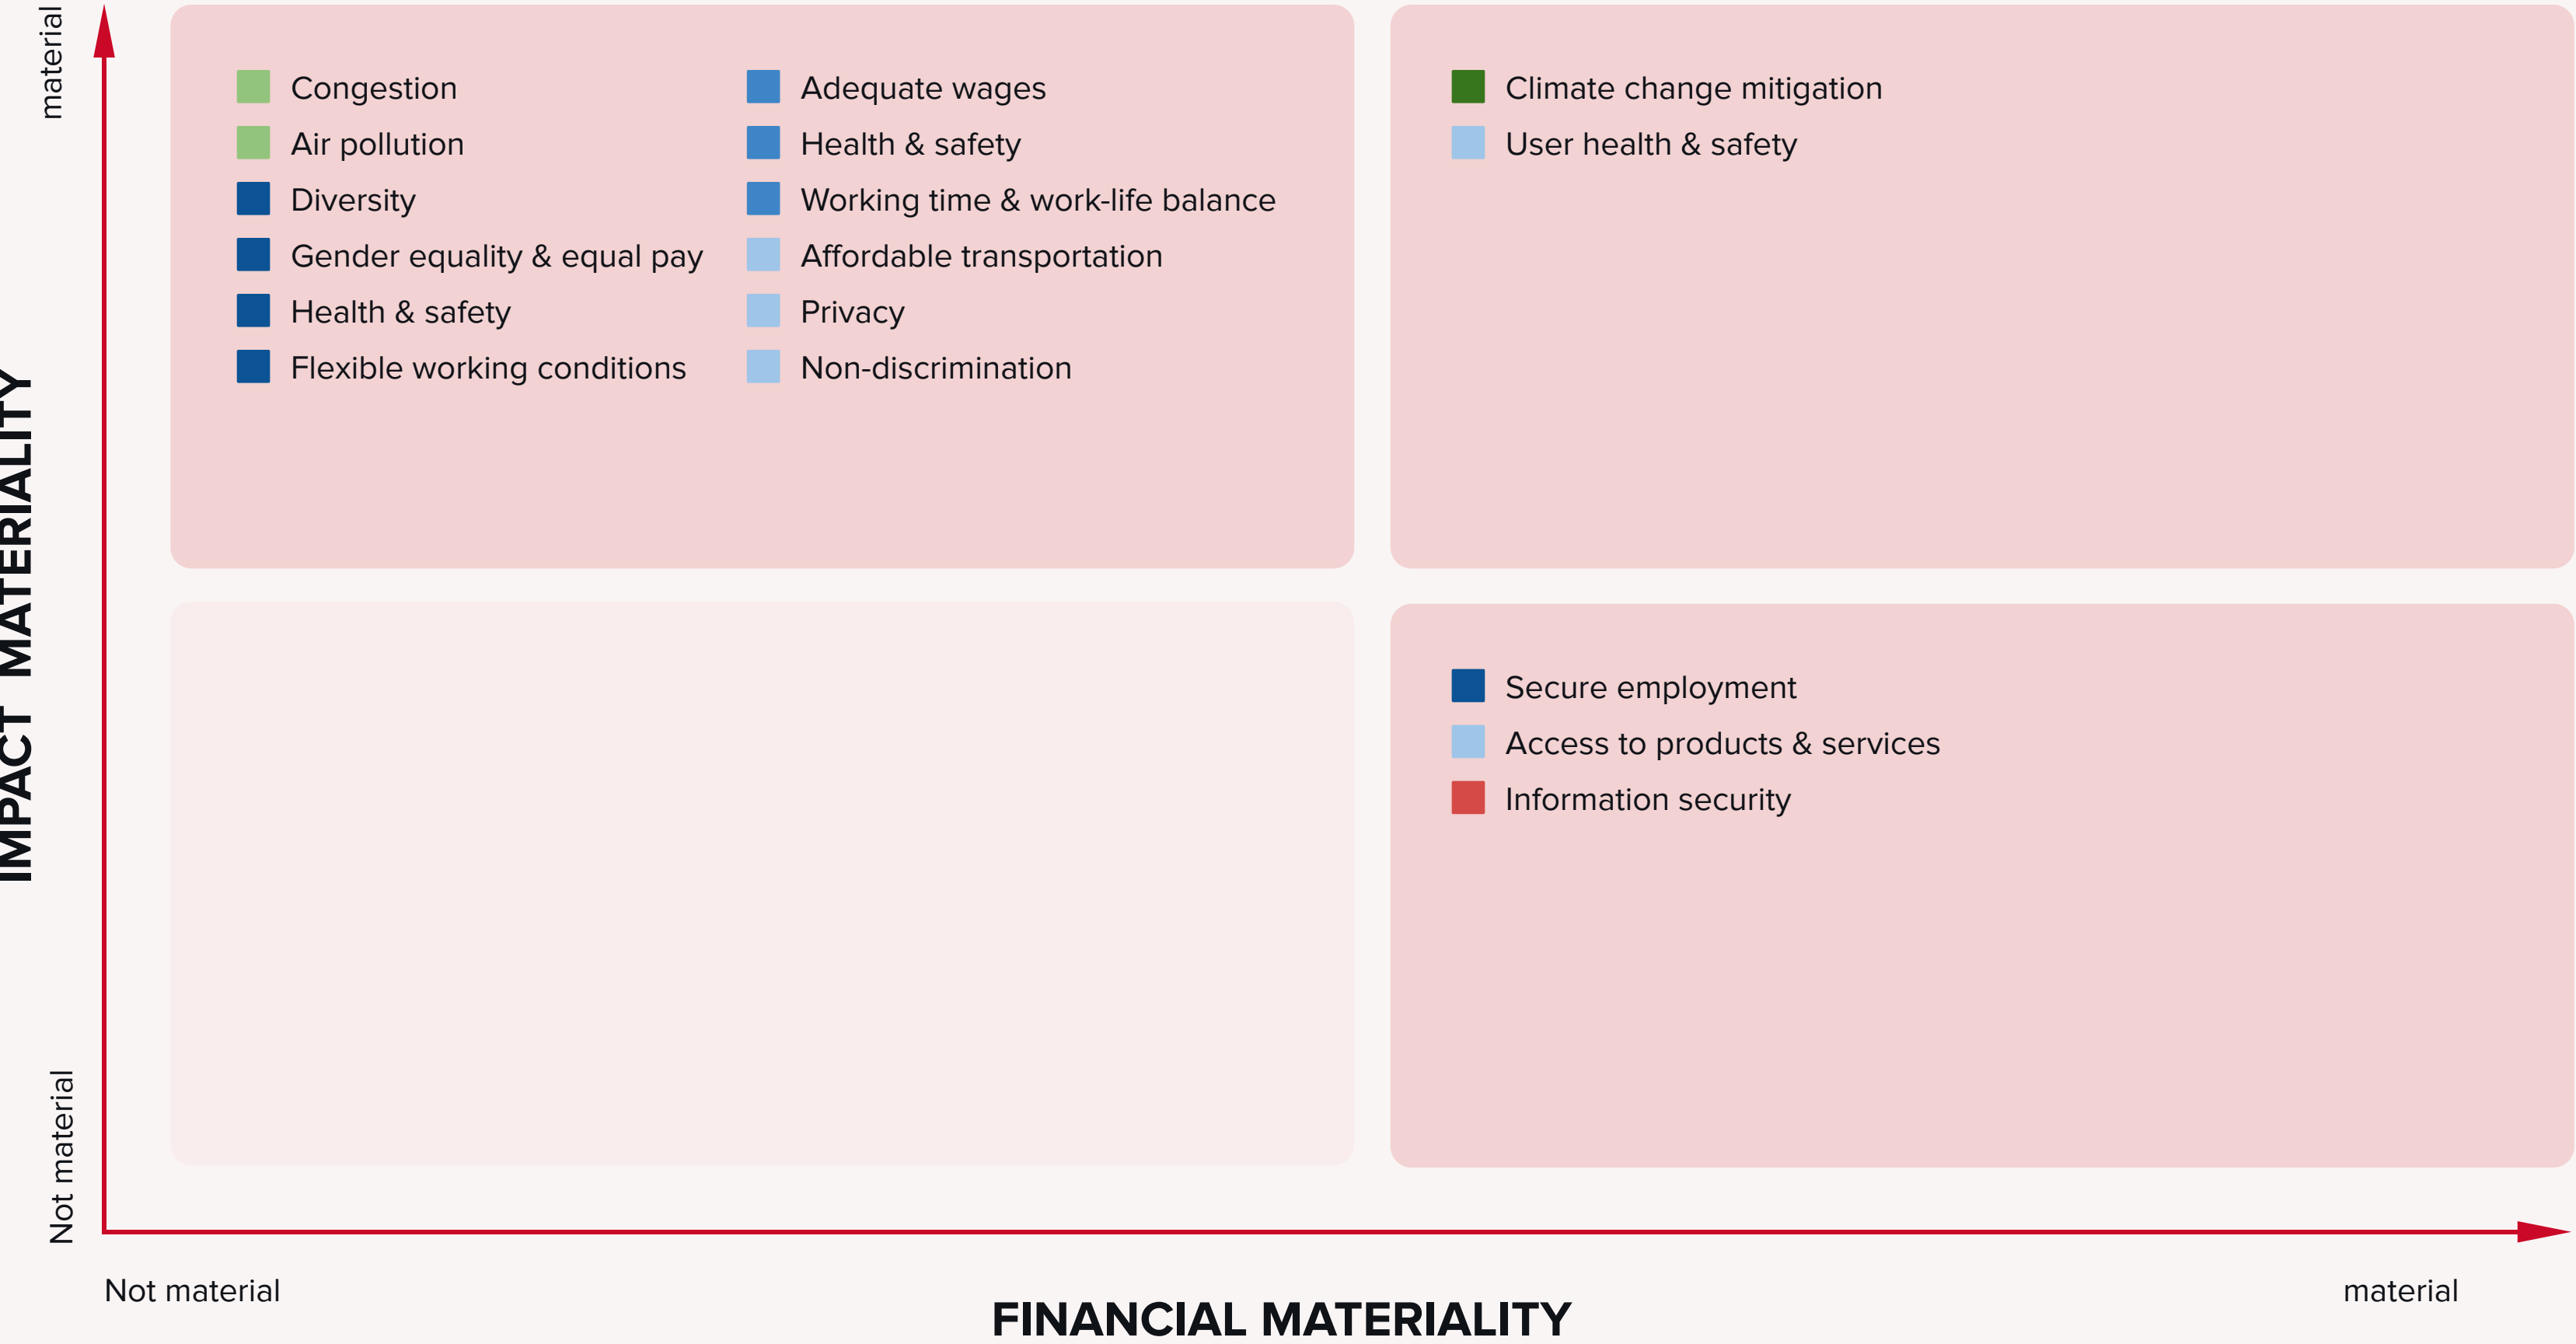 material
IMPACT MATERIALITY
Not material
Congestion
Air pollution
Diversity
Gender equality & equal pay
Health & safety
Flexible working conditions
Adequate wages
Health & safety
Working time & work-life balance
Affordable transportation
Privacy
Non-discrimination
Climate change mitigation
User health & safety
Secure employment
Access to products & services
Information security
Not material
FINANCIAL MATERIALITY
material